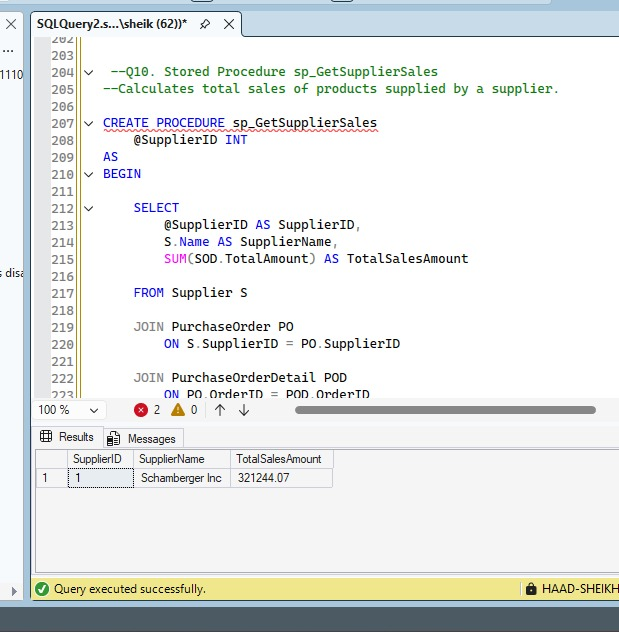 SQLQuery2.s...\sheik (62))*
...
1110
s disa
202
203
204 --Q10. Stored Procedure sp_GetSupplierSales
205 --Calculates total sales of products supplied by a supplier.
206
207 CREATE PROCEDURE sp_GetSupplierSales
208 @SupplierID INT
209 AS
210 BEGIN
211
212 SELECT
213 @SupplierID AS SupplierID,
214 S.Name AS SupplierName,
215 SUM(SOD.TotalAmount) AS TotalSalesAmount
216
217 FROM Supplier S
218
219 JOIN PurchaseOrder PO
220 ON S.SupplierID = PO.SupplierID
221
222 JOIN PurchaseOrderDetail POD
223 ON PO.OrderID = POD.OrderID
100 % 2 0
Results Messages
SupplierID SupplierName TotalSalesAmount
1 1 Schamberger Inc 321244.07
Query executed successfully. HAAD-SHEIKH